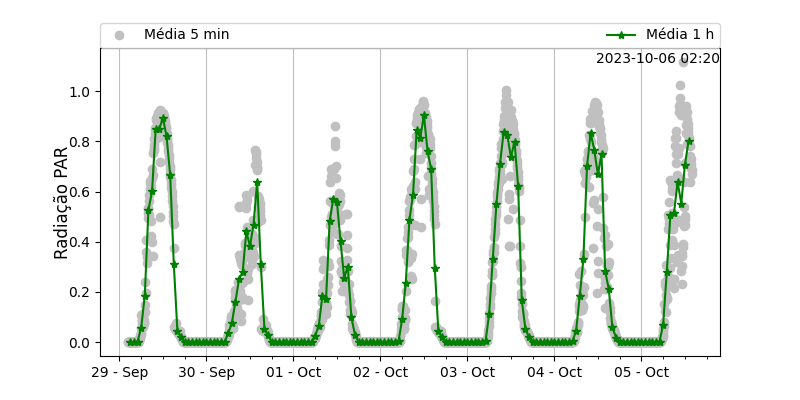 Média 5 min
Média 1 h
2023-10-06 02:20
Radiação PAR
1.0
0.8
0.6
0.4
0.2
0.0
29 - Sep
30 - Sep
01 - Oct
02 - Oct
03 - Oct
04 - Oct
05 - Oct